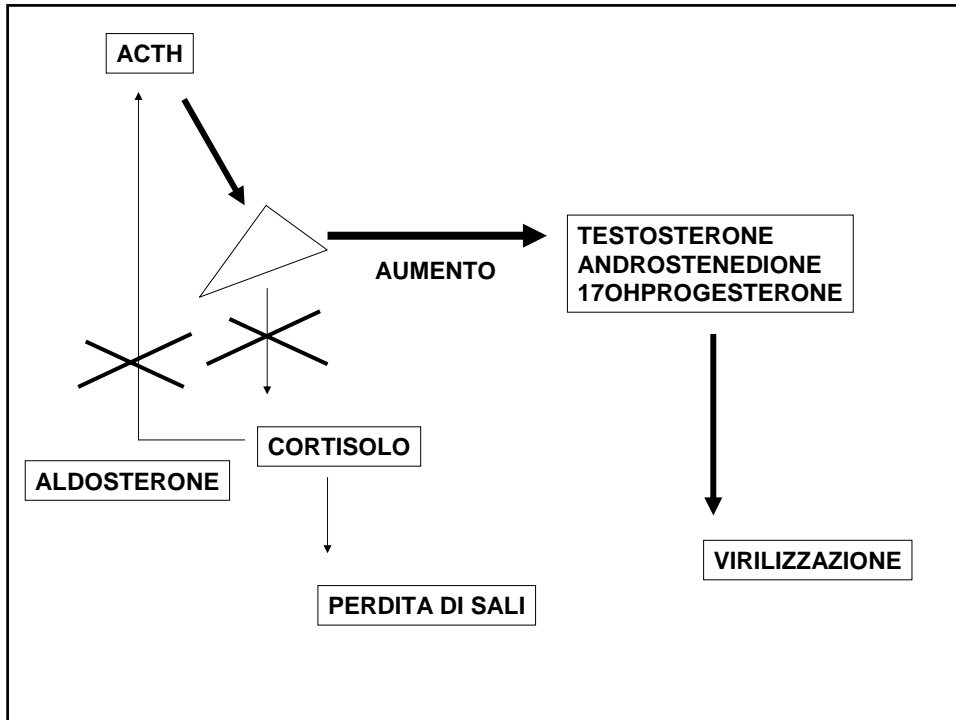 ACTH
AUMENTO
TESTOSTERONE
ANDROSTENEDIONE
17OHPROGESTERONE
CORTISOLO
ALDOSTERONE
VIRILIZZAZIONE
PERDITA DI SALI